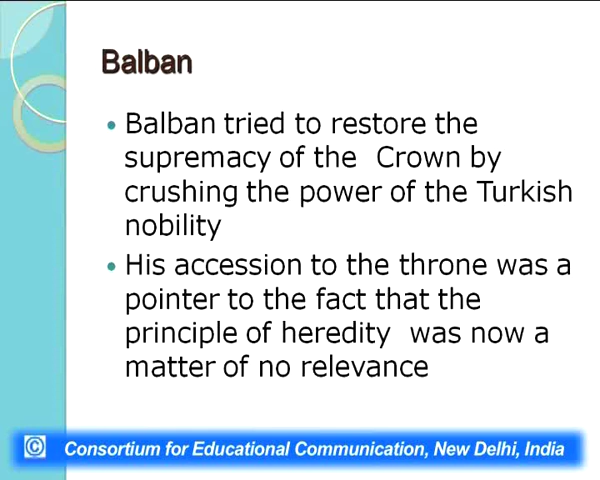 Balban
• Balban tried to restore the
supremacy of the Crown by
crushing the power of the Turkish
nobility
• His accession to the throne was a
pointer to the fact that the
principle of heredity was now a
matter of no relevance
© Consortium for Educational Communication, New Delhi, India